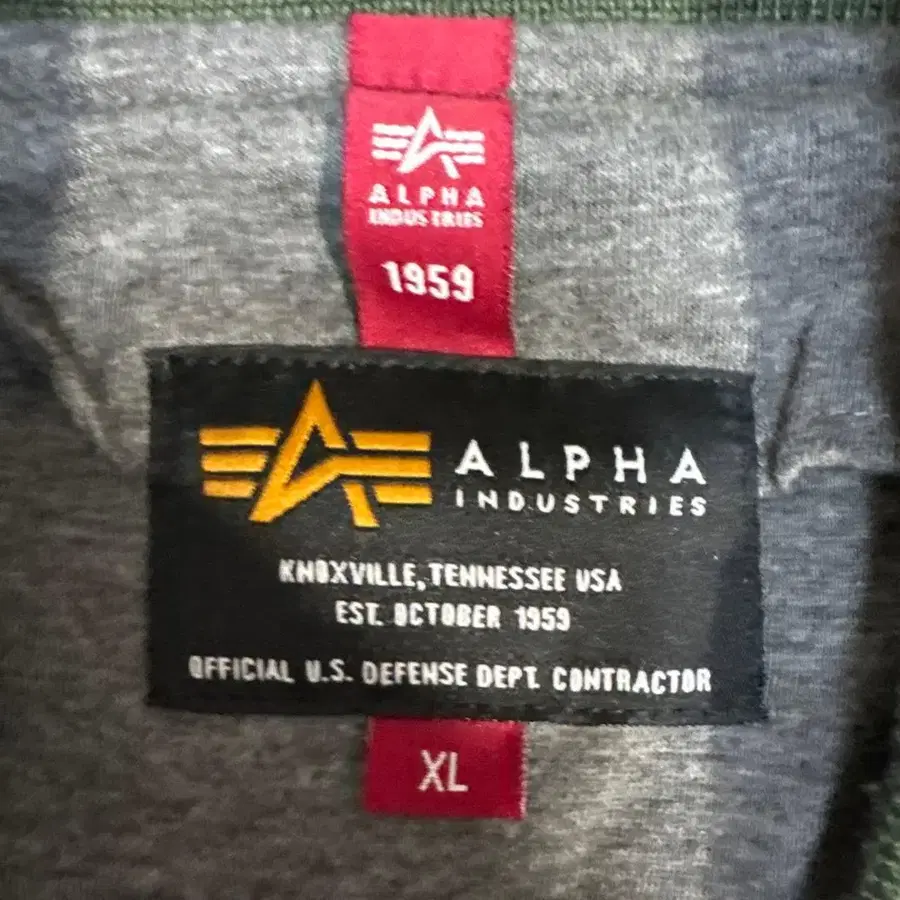 ALPHA
INDUSTRIES
1959
ALPHA
INDUSTRIES
KNOXVILLE, TENNESSEE USA
EST. OCTOBER 1959
OFFICIAL U.S. DEFENSE DEPT. CONTRACTOR
XL